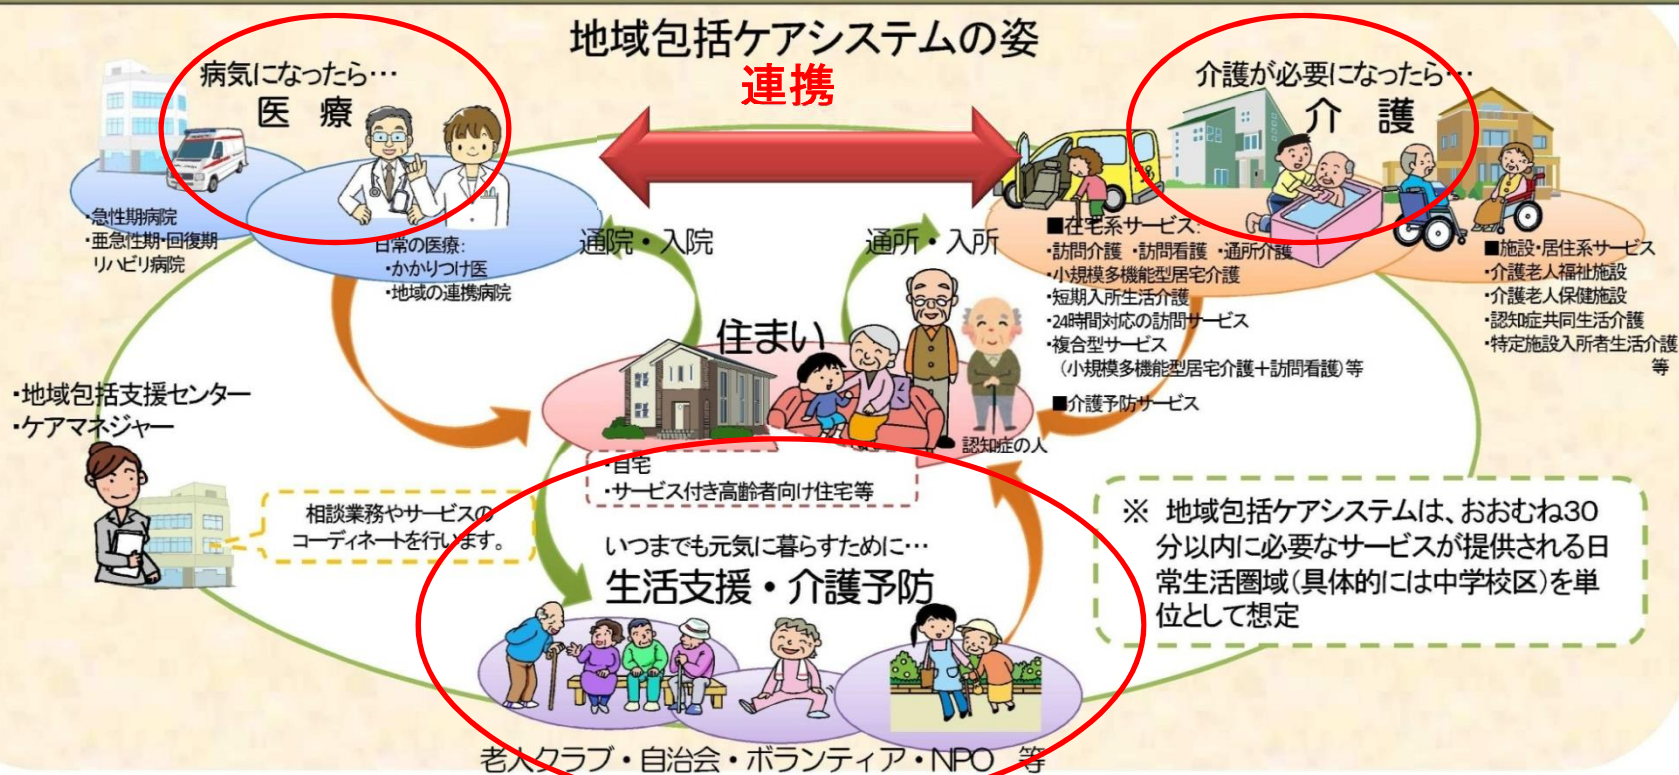 地域包括ケアシステムの姿
連携
病気になったら…
医 療
・急性期病院
・亜急性期・回復期
リハビリ病院
日常の医療:
・かかりつけ医
・地域の連携病院
通院・入院
通所・入所
介護が必要になったら…
介 護
■在宅系サービス:
・訪問介護 ・訪問看護 ・通所介護
・小規模多機能型居宅介護
・短期入所生活介護
・24時間対応の訪問サービス
・複合型サービス
(小規模多機能型居宅介護+訪問看護)等
■介護予防サービス
■施設・居住系サービス
・介護老人福祉施設
・介護老人保健施設
・認知症共同生活介護
・特定施設入所者生活介護
等
住まい
認知症の人
・自宅
・サービス付き高齢者向け住宅等
・地域包括支援センター
・ケアマネジャー
相談業務やサービスの
コーディネートを行います。
いつまでも元気に暮らすために…
生活支援・介護予防
老人クラブ・自治会・ボランティア・NPO 等
※ 地域包括ケアシステムは、おおむね30
分以内に必要なサービスが提供される日
常生活圏域(具体的には中学校区)を単
位として想定